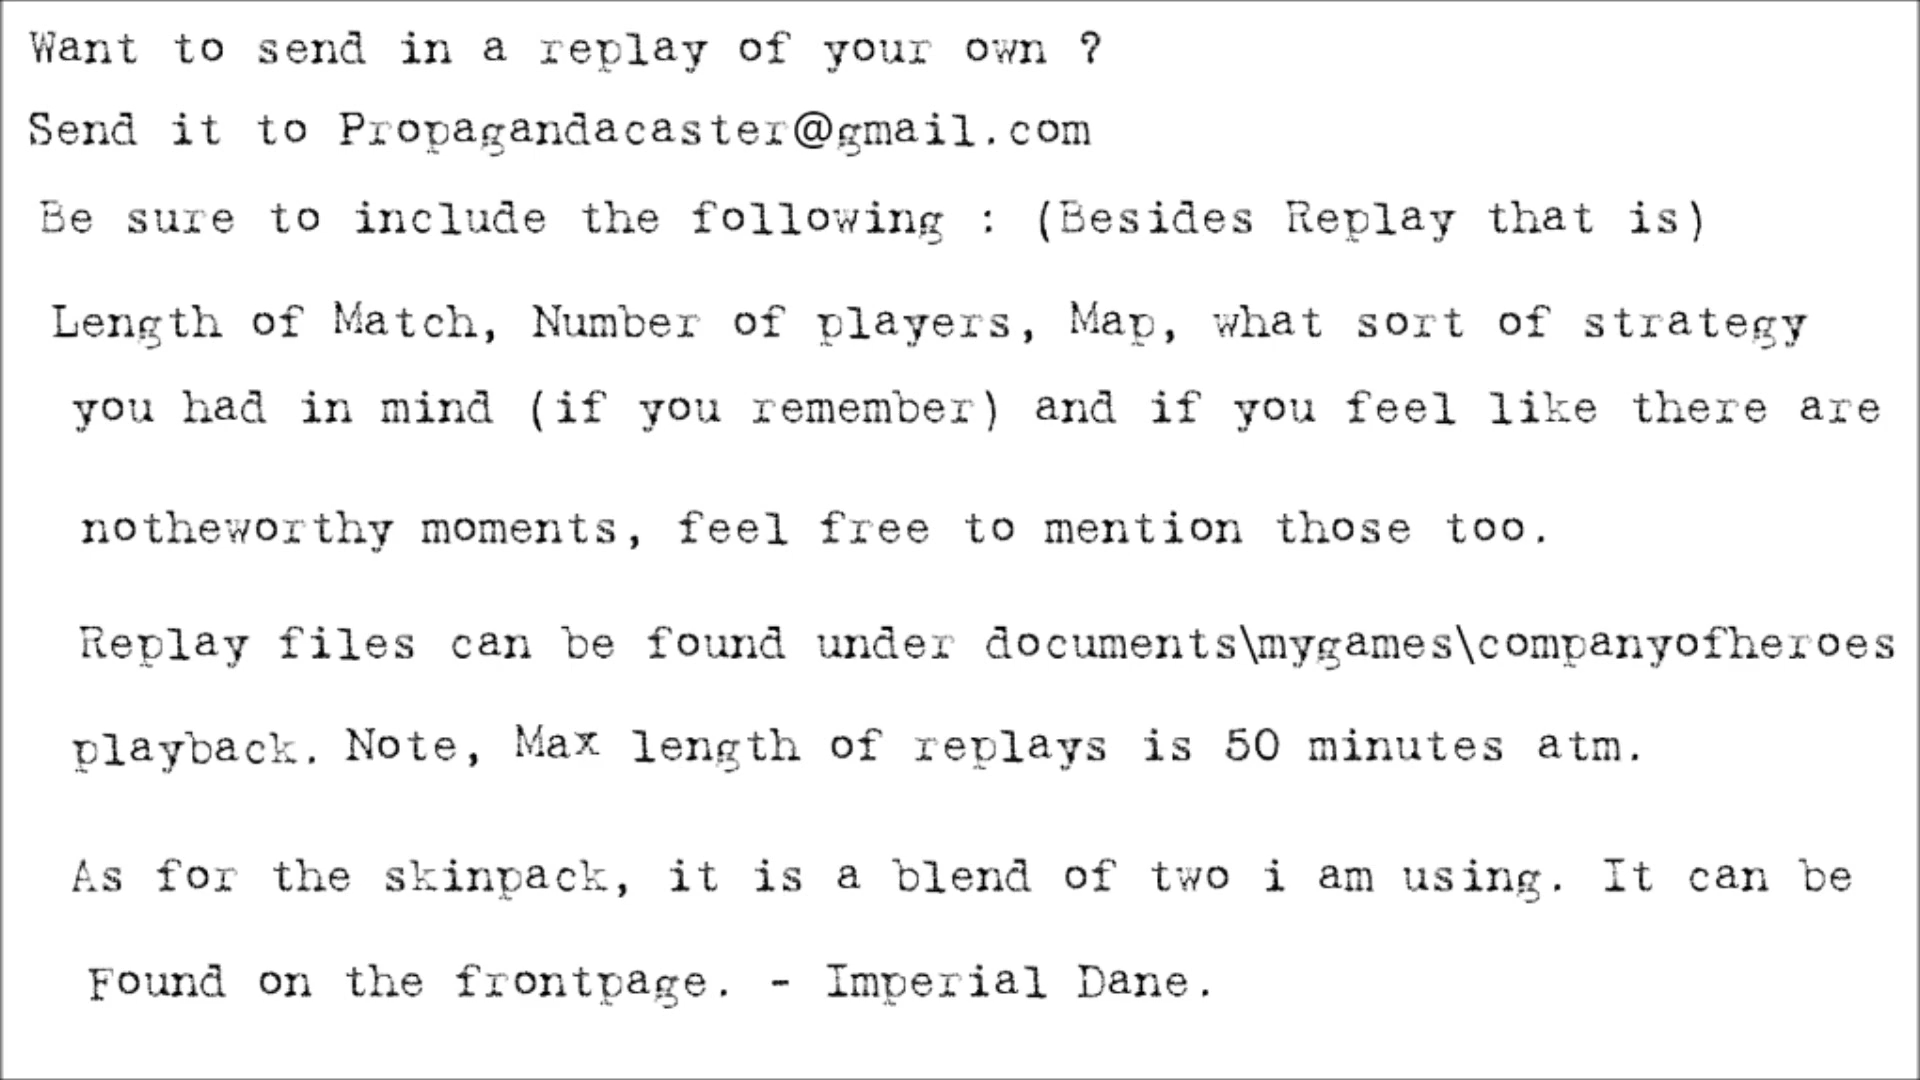 Want to send in a replay of your own ?
Send it to Propagandacaster@gmail.com
Be sure to include the following : (Besides Replay that is)
Length of Match, Number of players, Map, what sort of strategy
you had in mind (if you remember) and if you feel like there are
notheworthy moments, feel free to mention those too.
Replay files can be found under documents\mygames\companyofheroes
playback. Note, Max length of replays is 50 minutes atm.
As for the skinpack, it is a blend of two i am using. It can be
Found on the frontpage. - Imperial Dane.